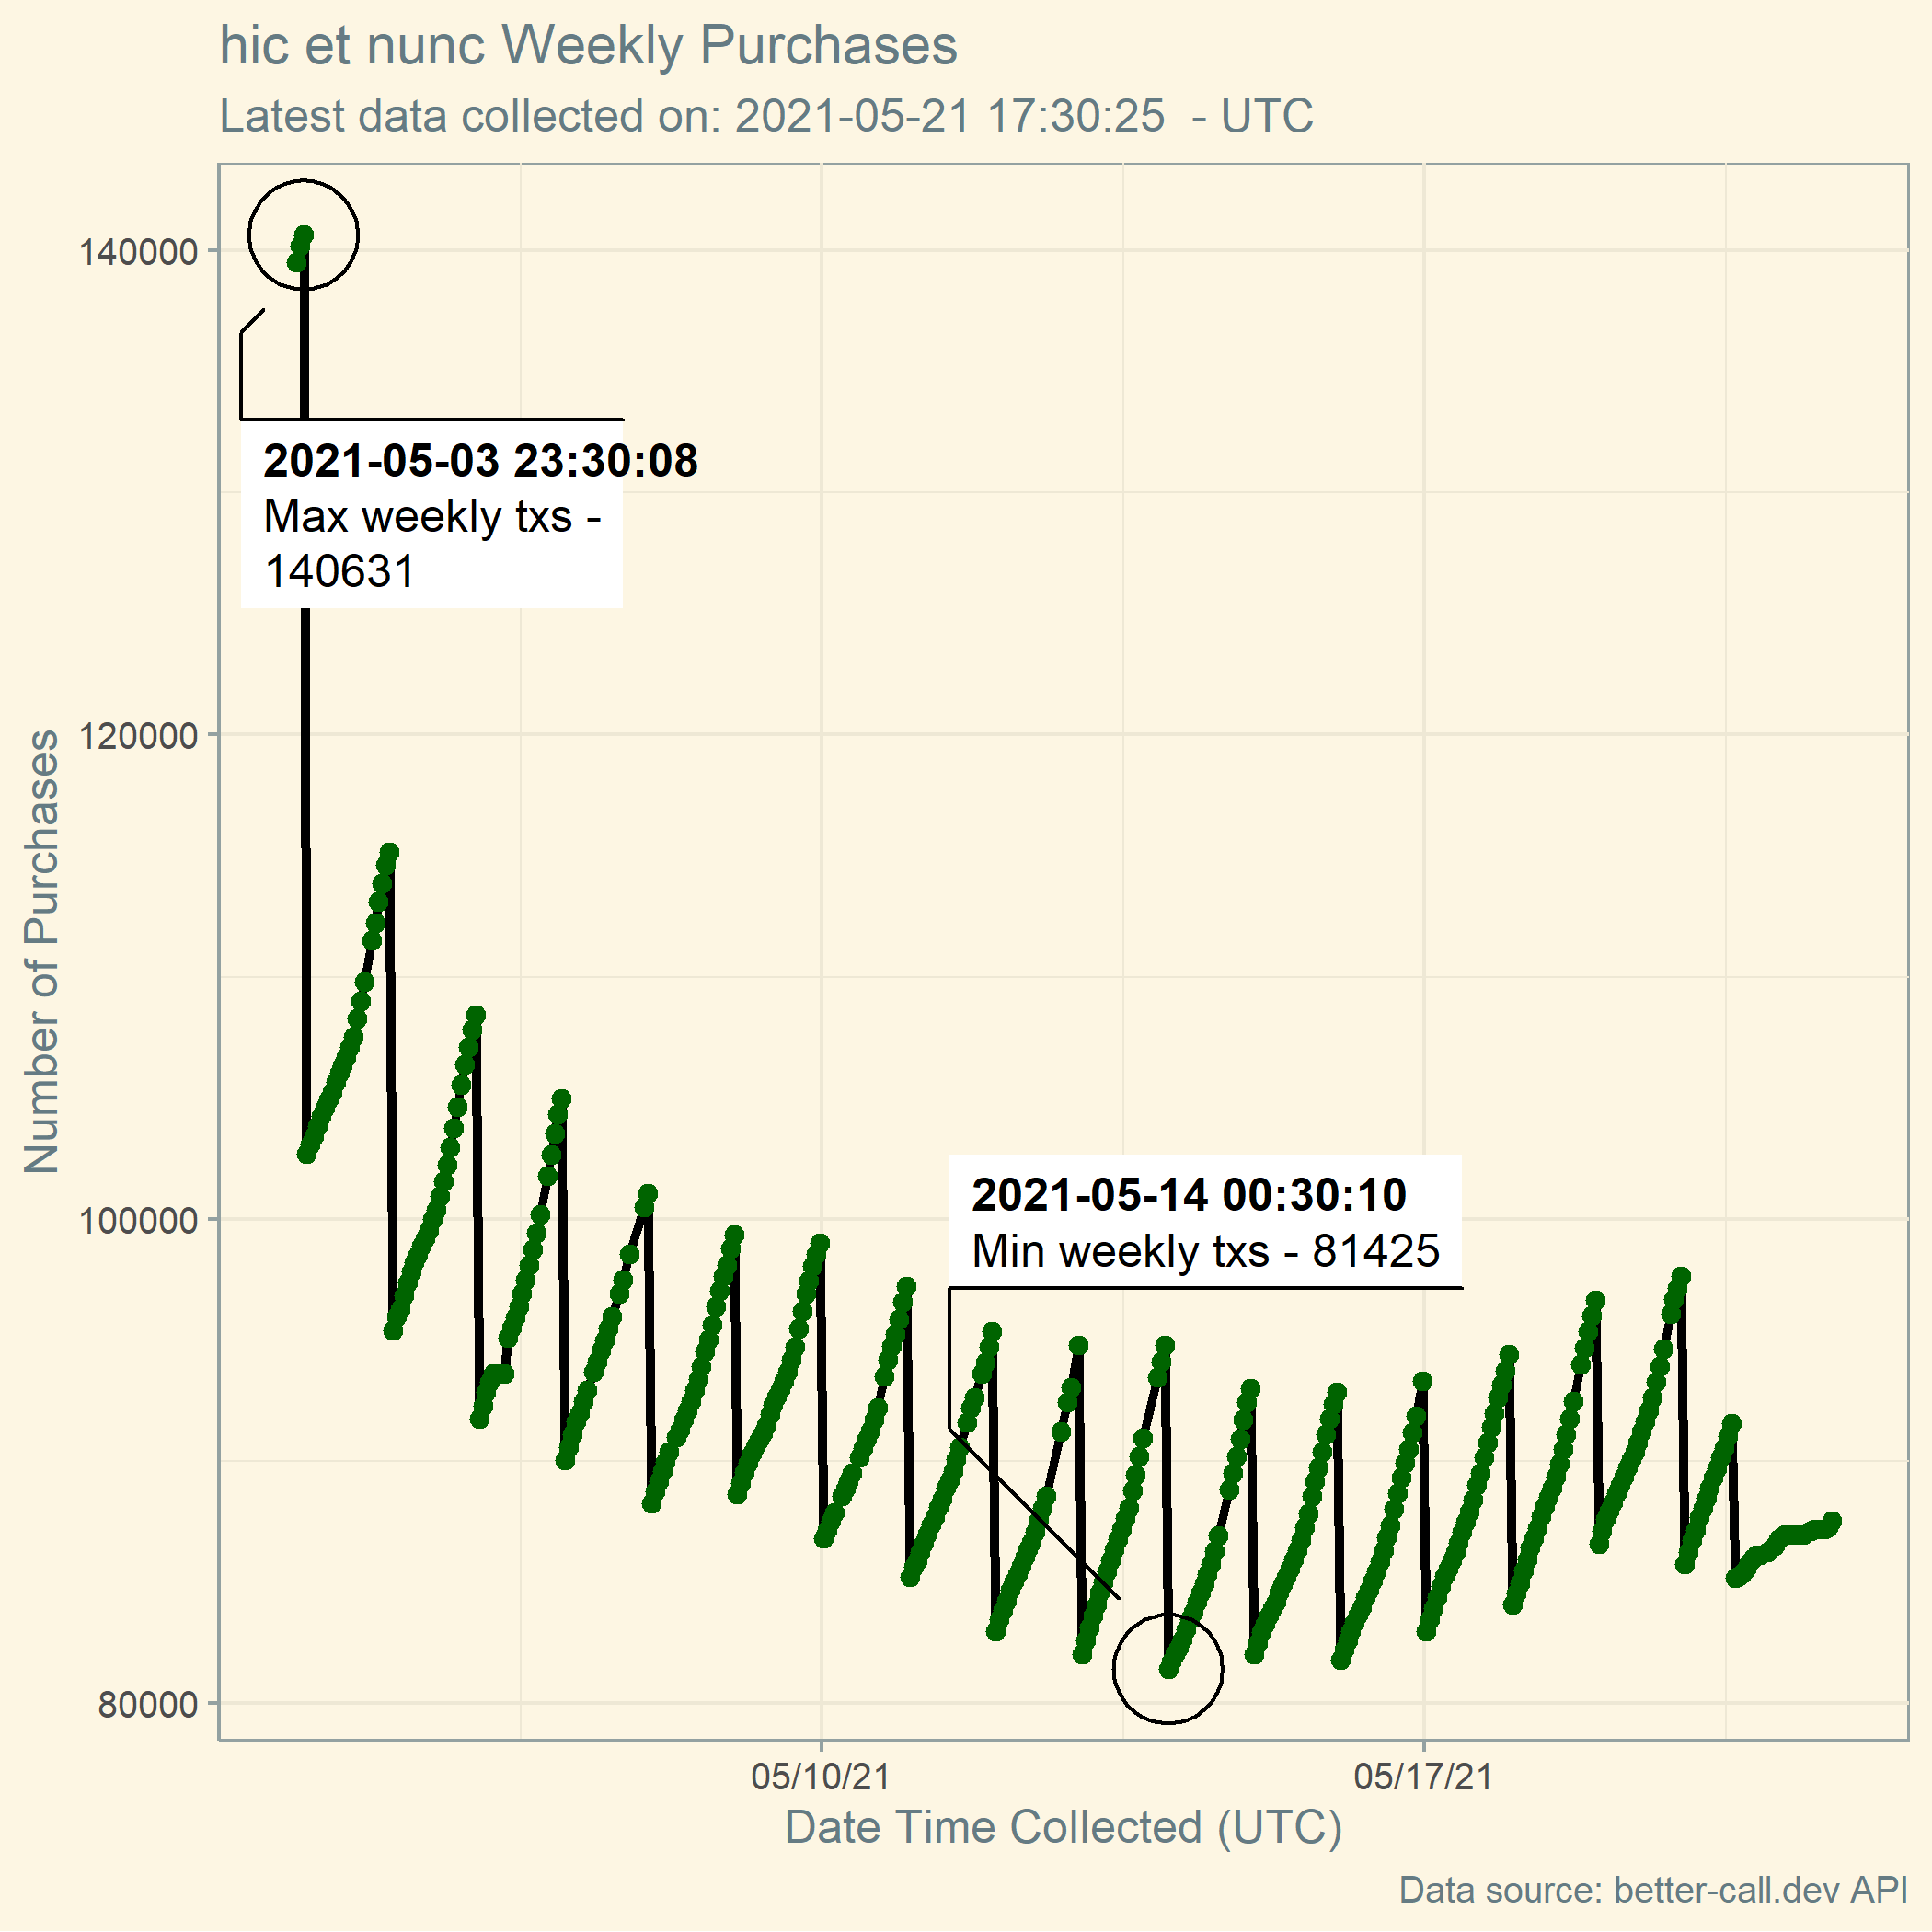 hic et nunc Weekly Purchases
Latest data collected on: 2021-05-21 17:30:25  - UTC
140000
120000
100000
80000
Number of Purchases
2021-05-03 23:30:08
Max weekly txs -
140631
2021-05-14 00:30:10
Min weekly txs - 81425
05/10/21
05/17/21
Date Time Collected (UTC)
Data source: better-call.dev API